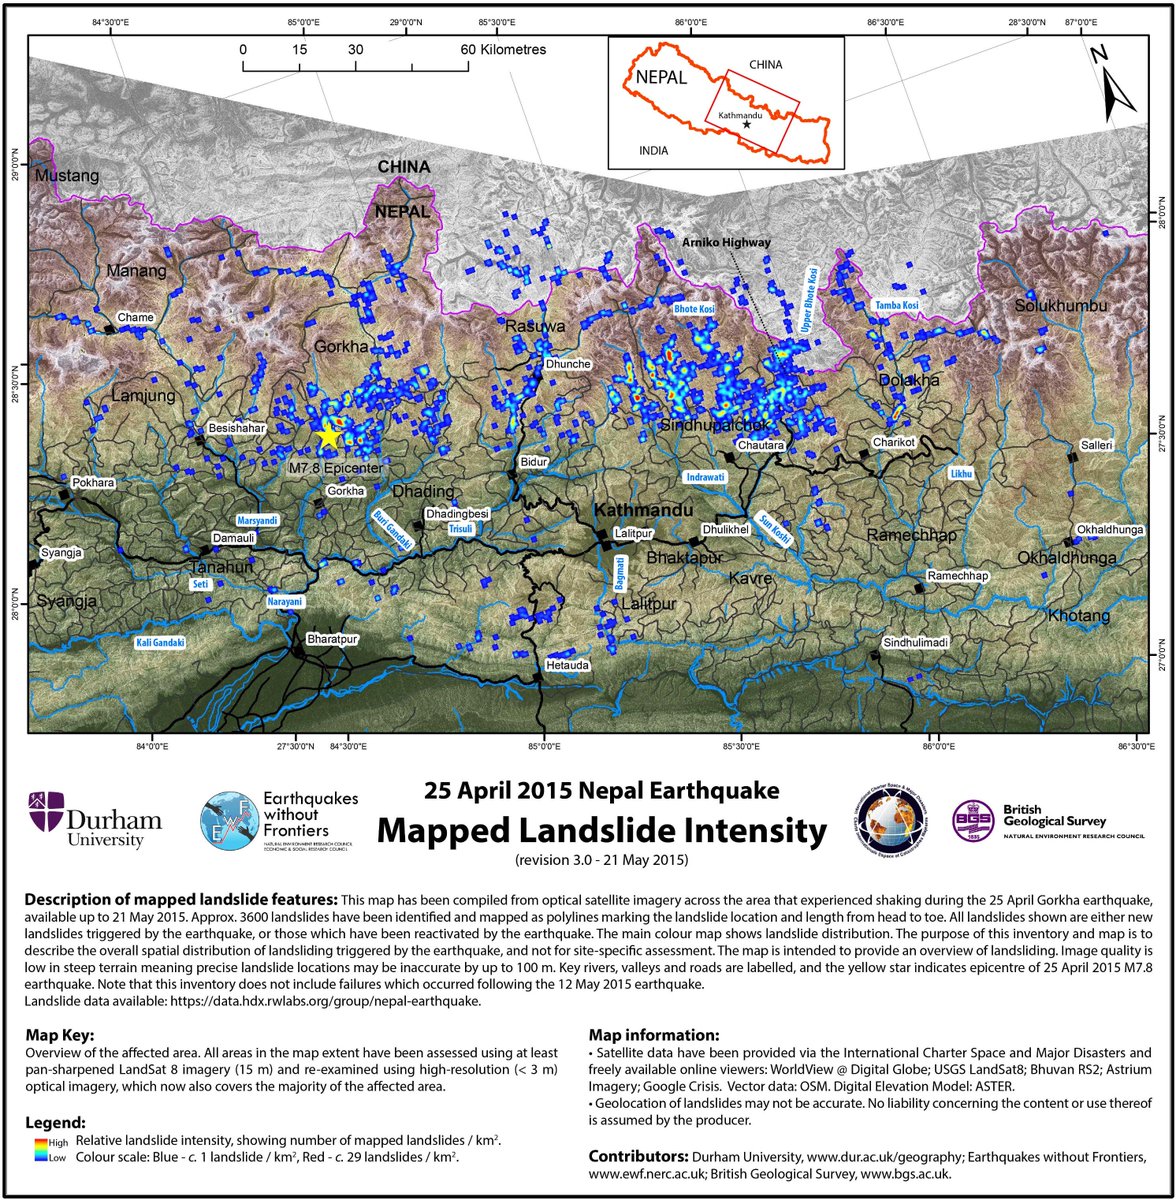 84°30'0"E 85°0'0"E 29°0'0"N 85°30'0"E 86°0'0"E 86°30'0"E 28°30'0"N 87°0'0"E
0 15 30 60 Kilometres
N
NEPAL
CHINA
Kathmandu
INDIA
29°0'0"N
28°0'0"N
Mustang
CHINA
NEPAL
Arniko Highway
Manang
Upper Bhote Kosi
Bhote Kosi
Tamba Kosi
Solukhumbu
Chame
Rasuwa
Gorkha
Dhunche
28°30'0"N
Dolakha
Lamjung
Sindhupalchok
27°30'0"N
Besishahar
Chautara
Charikot
Salleri
M7.8 Epicenter
Bidur
Indrawati
Likhu
Pokhara
Gorkha
Dhading
Kathmandu
Dhadingbesi
Marsyandi
Buri Gandaki
Trisuli
Lalitpur
Dhulikhel
Sun Koshi
Okhaldhunga
Damauli
Ramechhap
Syangja
Bhaktapur
Okhaldhunga
Tanahun
Bagmati
Kavre
Ramechhap
Seti
Syangja
Narayani
Lalitpur
Khotang
28°0'0"N
Kali Gandaki
Bharatpur
Sindhulimadi
27°0'0"N
Hetauda
84°0'0"E 27°30'0"N 84°30'0"E 85°0'0"E 85°30'0"E 86°0'0"E 86°30'0"E
25 April 2015 Nepal Earthquake
Mapped Landslide Intensity
(revision 3.0 - 21 May 2015)
Durham
University
EWF
Earthquakes
without
Frontiers
NATURAL ENVIRONMENT RESEARCH COUNCIL
ECONOMIC & SOCIAL RESEARCH COUNCIL
BGS
1835
British
Geological Survey
NATURAL ENVIRONMENT RESEARCH COUNCIL
Description of mapped landslide features: This map has been compiled from optical satellite imagery across the area that experienced shaking during the 25 April Gorkha earthquake,
available up to 21 May 2015. Approx. 3600 landslides have been identified and mapped as polylines marking the landslide location and length from head to toe. All landslides shown are either new
landslides triggered by the earthquake, or those which have been reactivated by the earthquake. The main colour map shows landslide distribution. The purpose of this inventory and map is to
describe the overall spatial distribution of landsliding triggered by the earthquake, and not for site-specific assessment. The map is intended to provide an overview of landsliding. Image quality is
low in steep terrain meaning precise landslide locations may be inaccurate by up to 100 m. Key rivers, valleys and roads are labelled, and the yellow star indicates epicentre of 25 April 2015 M7.8
earthquake. Note that this inventory does not include failures which occurred following the 12 May 2015 earthquake.
Landslide data available: https://data.hdx.rwlabs.org/group/nepal-earthquake.
Map Key:
Overview of the affected area. All areas in the map extent have been assessed using at least
pan-sharpened LandSat 8 imagery (15 m) and re-examined using high-resolution (< 3 m)
optical imagery, which now also covers the majority of the affected area.
Legend:
High
Low
Relative landslide intensity, showing number of mapped landslides / km².
Colour scale: Blue - c. 1 landslide / km², Red - c. 29 landslides / km².
Map information:
• Satellite data have been provided via the International Charter Space and Major Disasters and
freely available online viewers: WorldView @ Digital Globe; USGS LandSat8; Bhuvan RS2; Astrium
Imagery; Google Crisis. Vector data: OSM. Digital Elevation Model: ASTER.
• Geolocation of landslides may not be accurate. No liability concerning the content or use thereof
is assumed by the producer.
Contributors: Durham University, www.dur.ac.uk/geography; Earthquakes without Frontiers,
www.ewf.nerc.ac.uk; British Geological Survey, www.bgs.ac.uk.